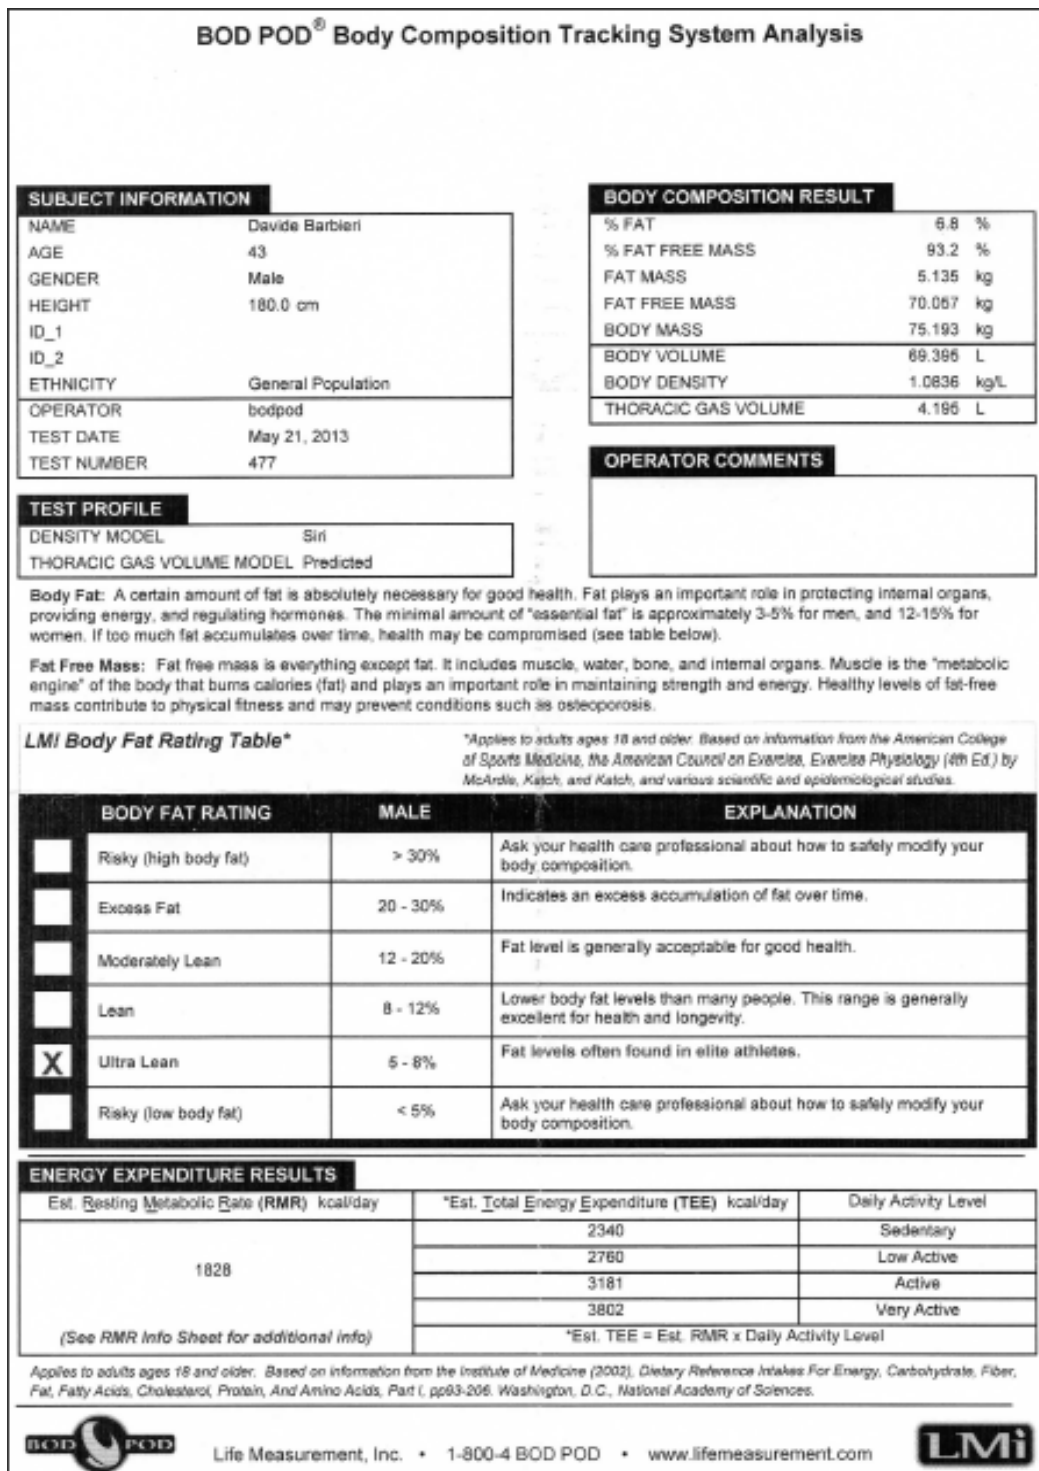 BOD POD® Body Composition Tracking System Analysis
SUBJECT INFORMATION
NAME Davide Barbieri
AGE 43
GENDER Male
HEIGHT 180.0 cm
ID_1
ID_2
ETHNICITY General Population
OPERATOR bodpod
TEST DATE May 21, 2013
TEST NUMBER 477
BODY COMPOSITION RESULT
% FAT 6.8 %
% FAT FREE MASS 93.2 %
FAT MASS 5.135 kg
FAT FREE MASS 70.057 kg
BODY MASS 75.193 kg
BODY VOLUME 69.395 L
BODY DENSITY 1.0836 kg/L
THORACIC GAS VOLUME 4.195 L
OPERATOR COMMENTS
TEST PROFILE
DENSITY MODEL Siri
THORACIC GAS VOLUME MODEL Predicted
Body Fat: A certain amount of fat is absolutely necessary for good health. Fat plays an important role in protecting internal organs,
providing energy, and regulating hormones. The minimal amount of "essential fat" is approximately 3-5% for men, and 12-15% for
women. If too much fat accumulates over time, health may be compromised (see table below).
Fat Free Mass: Fat free mass is everything except fat. It includes muscle, water, bone, and internal organs. Muscle is the "metabolic
engine" of the body that burns calories (fat) and plays an important role in maintaining strength and energy. Healthy levels of fat-free
mass contribute to physical fitness and may prevent conditions such as osteoporosis.
LMI Body Fat Rating Table*
*Applies to adults ages 18 and older. Based on information from the American College
of Sports Medicine, the American Council on Exercise, Exercise Physiology (4th Ed.) by
McArdle, Katch, and Katch, and various scientific and epidemiological studies.
BODY FAT RATING MALE EXPLANATION
Risky (high body fat) > 30% Ask your health care professional about how to safely modify your
body composition.
Excess Fat 20 - 30% Indicates an excess accumulation of fat over time.
Moderately Lean 12 - 20% Fat level is generally acceptable for good health.
Lean 8 - 12% Lower body fat levels than many people. This range is generally
excellent for health and longevity.
X Ultra Lean 5 - 8% Fat levels often found in elite athletes.
Risky (low body fat) < 5% Ask your health care professional about how to safely modify your
body composition.
ENERGY EXPENDITURE RESULTS
Est. Resting Metabolic Rate (RMR) kcal/day *Est. Total Energy Expenditure (TEE) kcal/day Daily Activity Level
1828
2340 Sedentary
2760 Low Active
3181 Active
3802 Very Active
(See RMR Info Sheet for additional info) *Est. TEE = Est. RMR x Daily Activity Level
Applies to adults ages 18 and older. Based on information from the Institute of Medicine (2002), Dietary Reference Intakes For Energy, Carbohydrate, Fiber,
Fat, Fatty Acids, Cholesterol, Protein, And Amino Acids, Part I, pp93-206. Washington, D.C., National Academy of Sciences.
BOD POD Life Measurement, Inc. • 1-800-4 BOD POD • www.lifemeasurement.com LMi